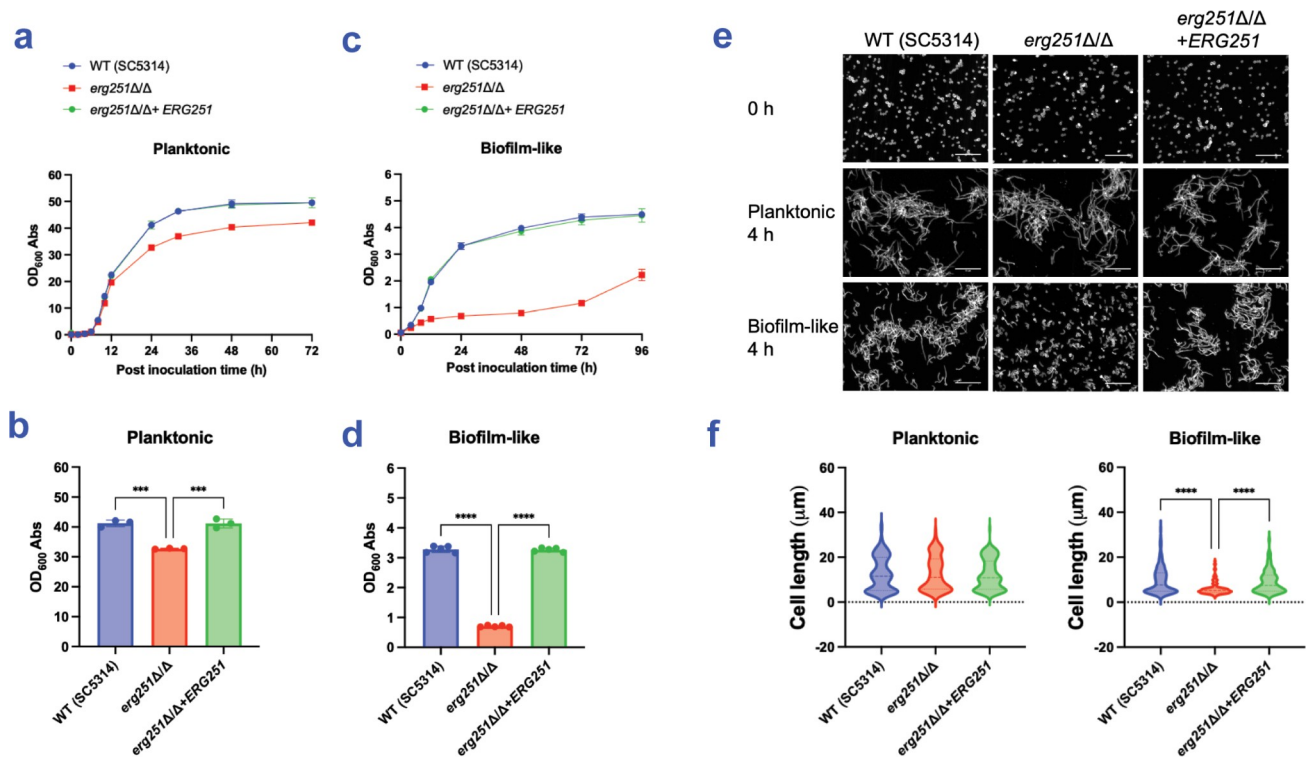 a
WT (SC5314)
erg251Δ/Δ
erg251Δ/Δ+ ERG251
Planktonic
OD600 Abs
60
50
40
30
20
10
0
0 12 24 36 48 60 72
Post inoculation time (h)
c
WT (SC5314)
erg251Δ/Δ
erg251Δ/Δ+ ERG251
Biofilm-like
OD600 Abs
6
5
4
3
2
1
0
0 24 48 72 96
Post inoculation time (h)
e
WT (SC5314)
erg251Δ/Δ
erg251Δ/Δ
+ERG251
0 h
Planktonic
4 h
Biofilm-like
4 h
b
Planktonic
OD600 Abs
60
50
40
30
20
10
0
*** ***
WT (SC5314)
erg251Δ/Δ
erg251Δ/Δ+ERG251
d
Biofilm-like
OD600 Abs
6
5
4
3
2
1
0
**** ****
WT (SC5314)
erg251Δ/Δ
erg251Δ/Δ+ERG251
f
Planktonic
Cell length (μm)
60
40
20
0
-20
WT (SC5314)
erg251Δ/Δ
erg251Δ/Δ+ERG251
Biofilm-like
Cell length (μm)
60
40
20
0
-20
**** ****
WT (SC5314)
erg251Δ/Δ
erg251Δ/Δ+ERG251